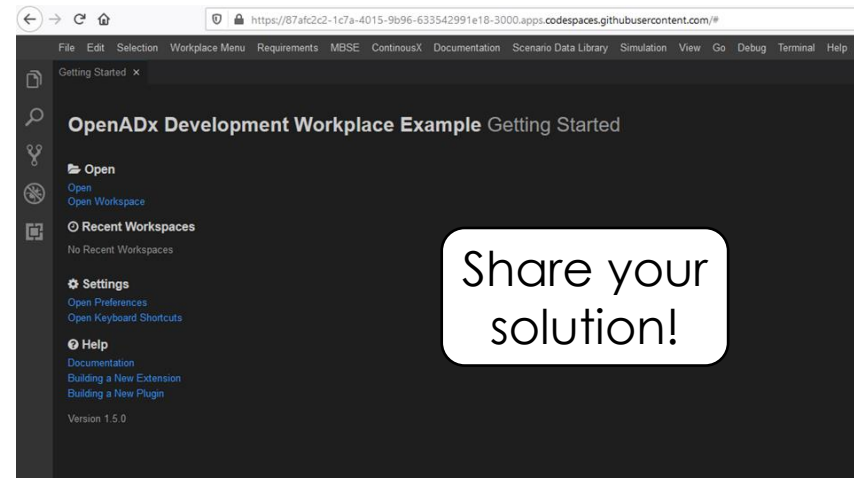 https://87afc2c2-1c7a-4015-9b96-633542991e18-3000.apps.codespaces.githubusercontent.com/#
File Edit Selection Workplace Menu Requirements MBSE ContinousX Documentation Scenario Data Library Simulation View Go Debug Terminal Help
Getting Started ×
OpenADx Development Workplace Example Getting Started
Open
Open
Open Workspace
Recent Workspaces
No Recent Workspaces
Settings
Open Preferences
Open Keyboard Shortcuts
Help
Documentation
Building a New Extension
Building a New Plugin
Version 1.5.0
Share your
solution!